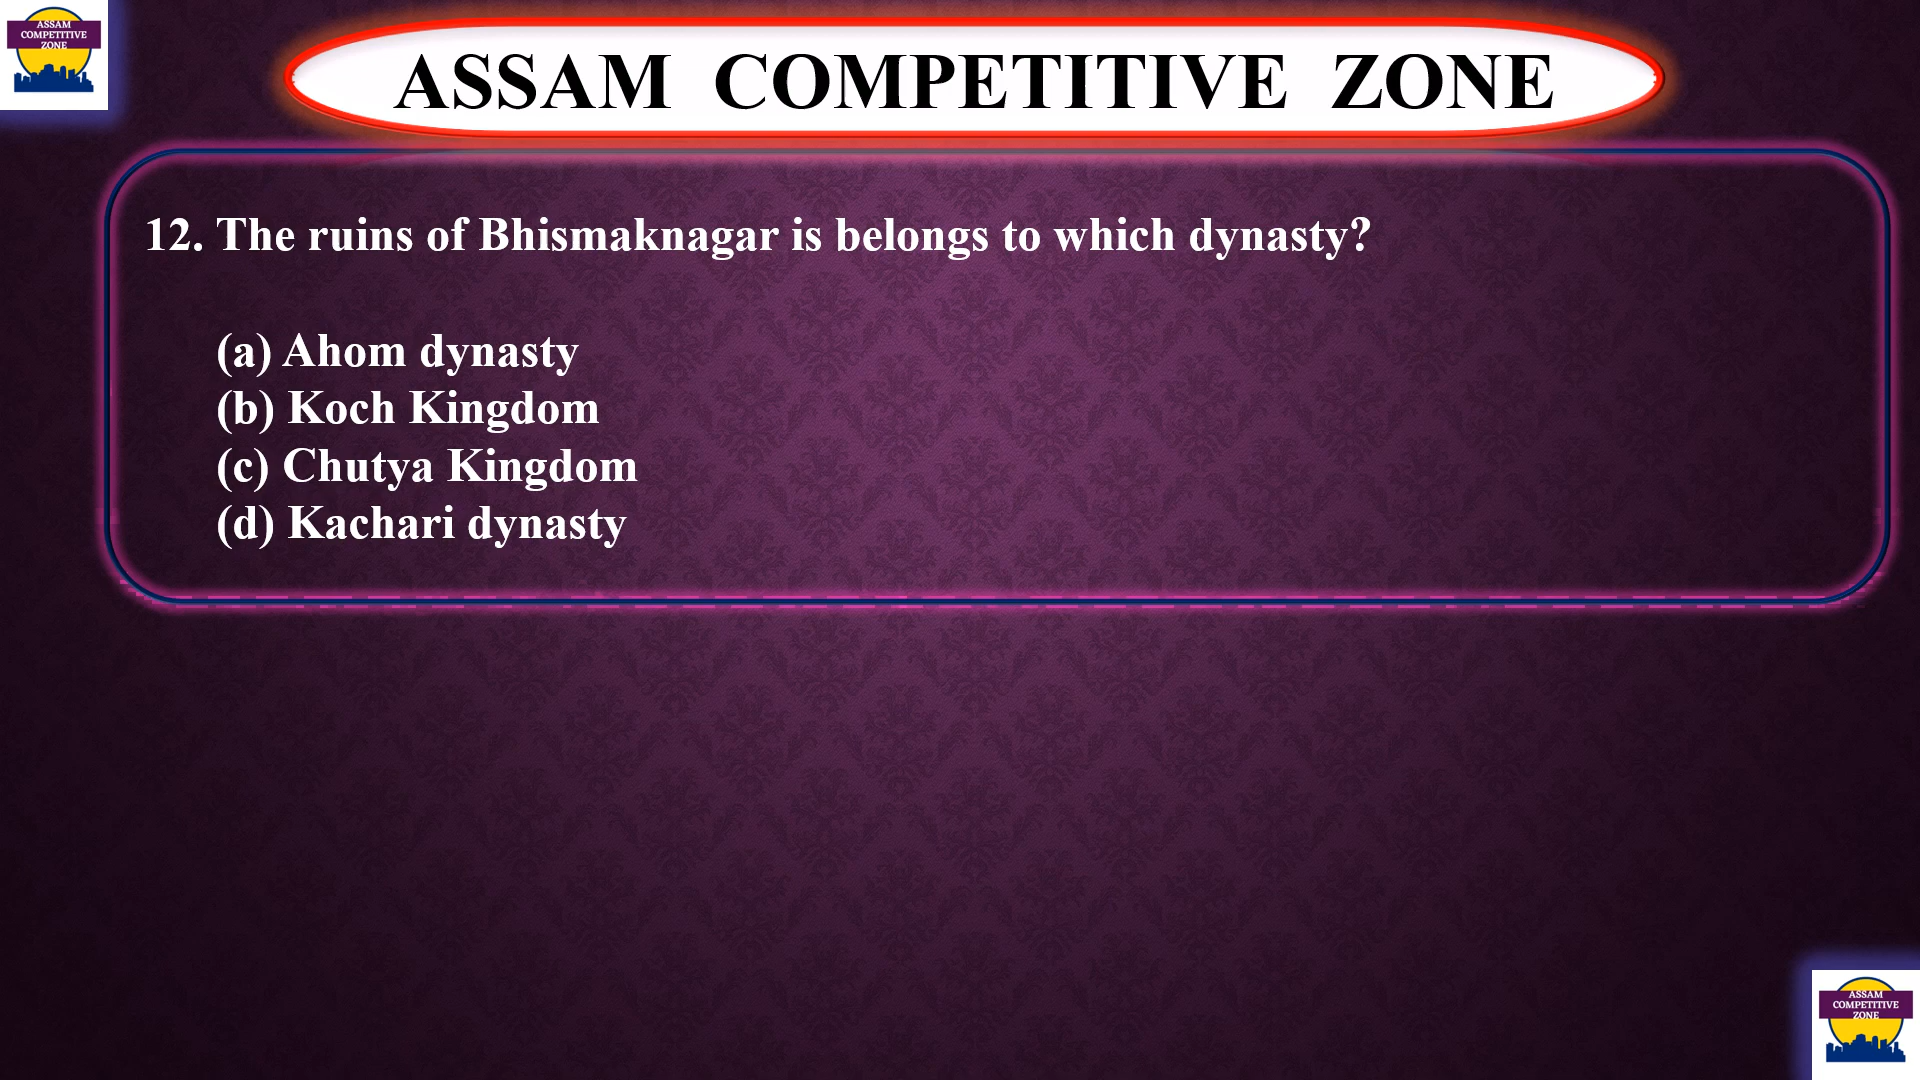 ASSAM
COMPETITIVE
ZONE
ASSAM COMPETITIVE ZONE
12. The ruins of Bhismaknagar is belongs to which dynasty?
(a) Ahom dynasty
(b) Koch Kingdom
(c) Chutya Kingdom
(d) Kachari dynasty
ASSAM
COMPETITIVE
ZONE